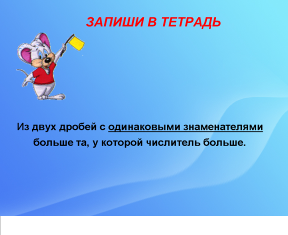 ЗАПИШИ В ТЕТРАДЬ
Из двух дробей с одинаковыми знаменателями
больше та, у которой числитель больше.